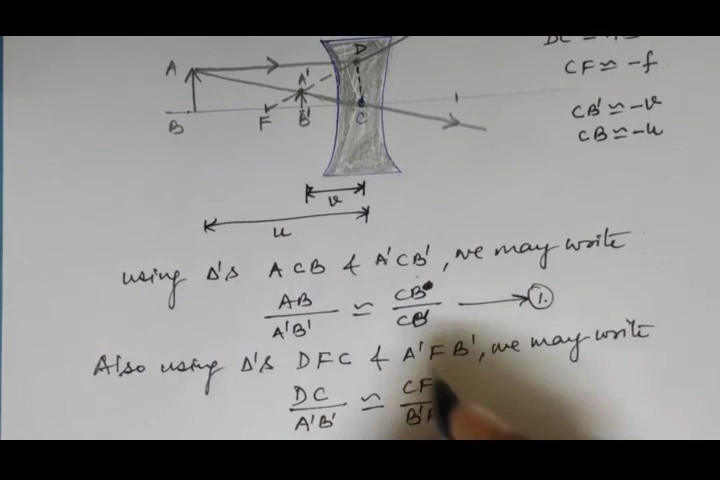 CF ≃ -f
CB' ≃ -v
CB ≃ -u
A
B
F
A'
B'
D
C
v
u
using Δ's ACB & A'CB', we may write
AB/A'B' ≃ CB/CB' → 1.
Also using Δ's DFC & A'FB', we may write
DC/A'B' ≃ CF/B'F